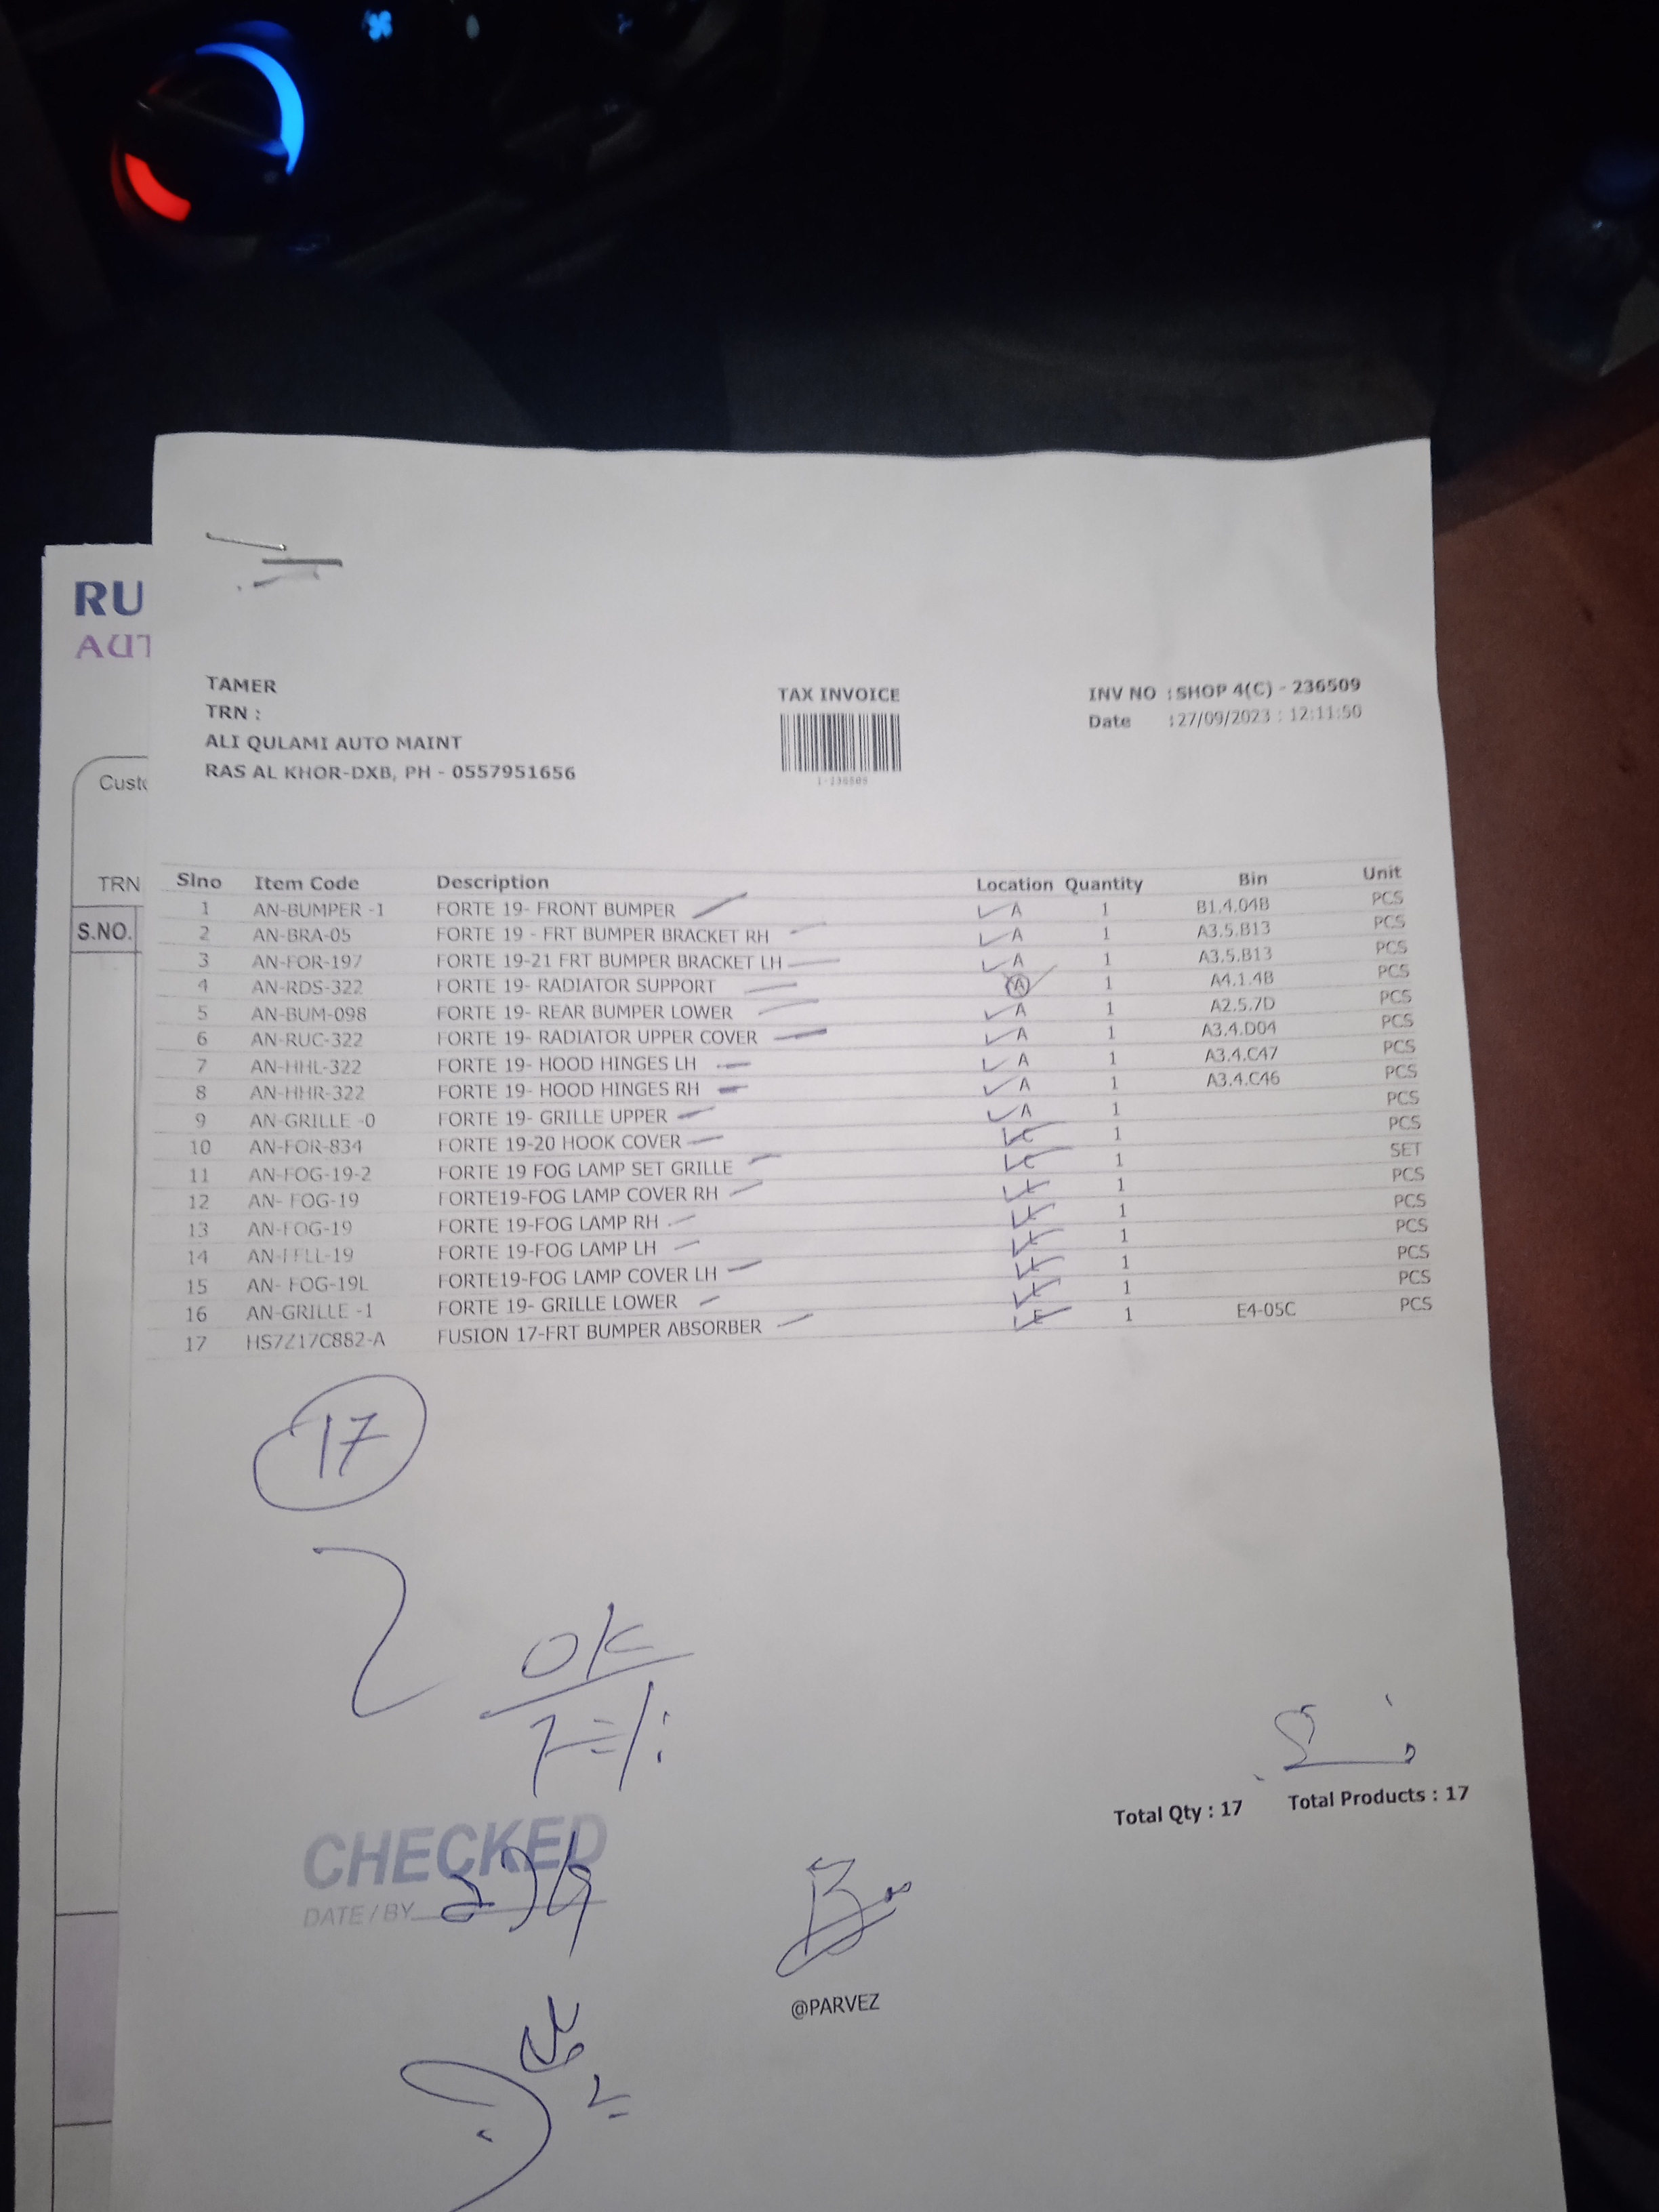 RU
AUT
TAMER
TRN :
ALI QULAMI AUTO MAINT
RAS AL KHOR-DXB, PH - 0557951656
TAX INVOICE
INV NO : SHOP 4(C) - 236509
Date : 27/09/2023 : 12:11:50
Custo
TRN
S.NO.
Slno Item Code Description Location Quantity Bin Unit
1 AN-BUMPER -1 FORTE 19- FRONT BUMPER A 1 B1.4.04B PCS
2 AN-BRA-05 FORTE 19 - FRT BUMPER BRACKET RH A 1 A3.5.B13 PCS
3 AN-FOR-197 FORTE 19-21 FRT BUMPER BRACKET LH A 1 A3.5.B13 PCS
4 AN-RDS-322 FORTE 19- RADIATOR SUPPORT A 1 A4.1.4B PCS
5 AN-BUM-098 FORTE 19- REAR BUMPER LOWER A 1 A2.5.7D PCS
6 AN-RUC-322 FORTE 19- RADIATOR UPPER COVER A 1 A3.4.D04 PCS
7 AN-HHL-322 FORTE 19- HOOD HINGES LH A 1 A3.4.C47 PCS
8 AN-HHR-322 FORTE 19- HOOD HINGES RH A 1 A3.4.C46 PCS
9 AN-GRILLE -0 FORTE 19- GRILLE UPPER A 1 PCS
10 AN-FOR-834 FORTE 19-20 HOOK COVER C 1 PCS
11 AN-FOG-19-2 FORTE 19 FOG LAMP SET GRILLE C 1 SET
12 AN- FOG-19 FORTE19-FOG LAMP COVER RH 1 PCS
13 AN-FOG-19 FORTE 19-FOG LAMP RH 1 PCS
14 FORTE 19-FOG LAMP LH 1 PCS
15 AN- FOG-19L FORTE19-FOG LAMP COVER LH 1 PCS
16 AN-GRILLE -1 FORTE 19- GRILLE LOWER 1 PCS
17 HS7Z17C882-A FUSION 17-FRT BUMPER ABSORBER E 1 E4-05C PCS
17
OK
Total Qty : 17 Total Products : 17
CHECKED
DATE / BY
@PARVEZ